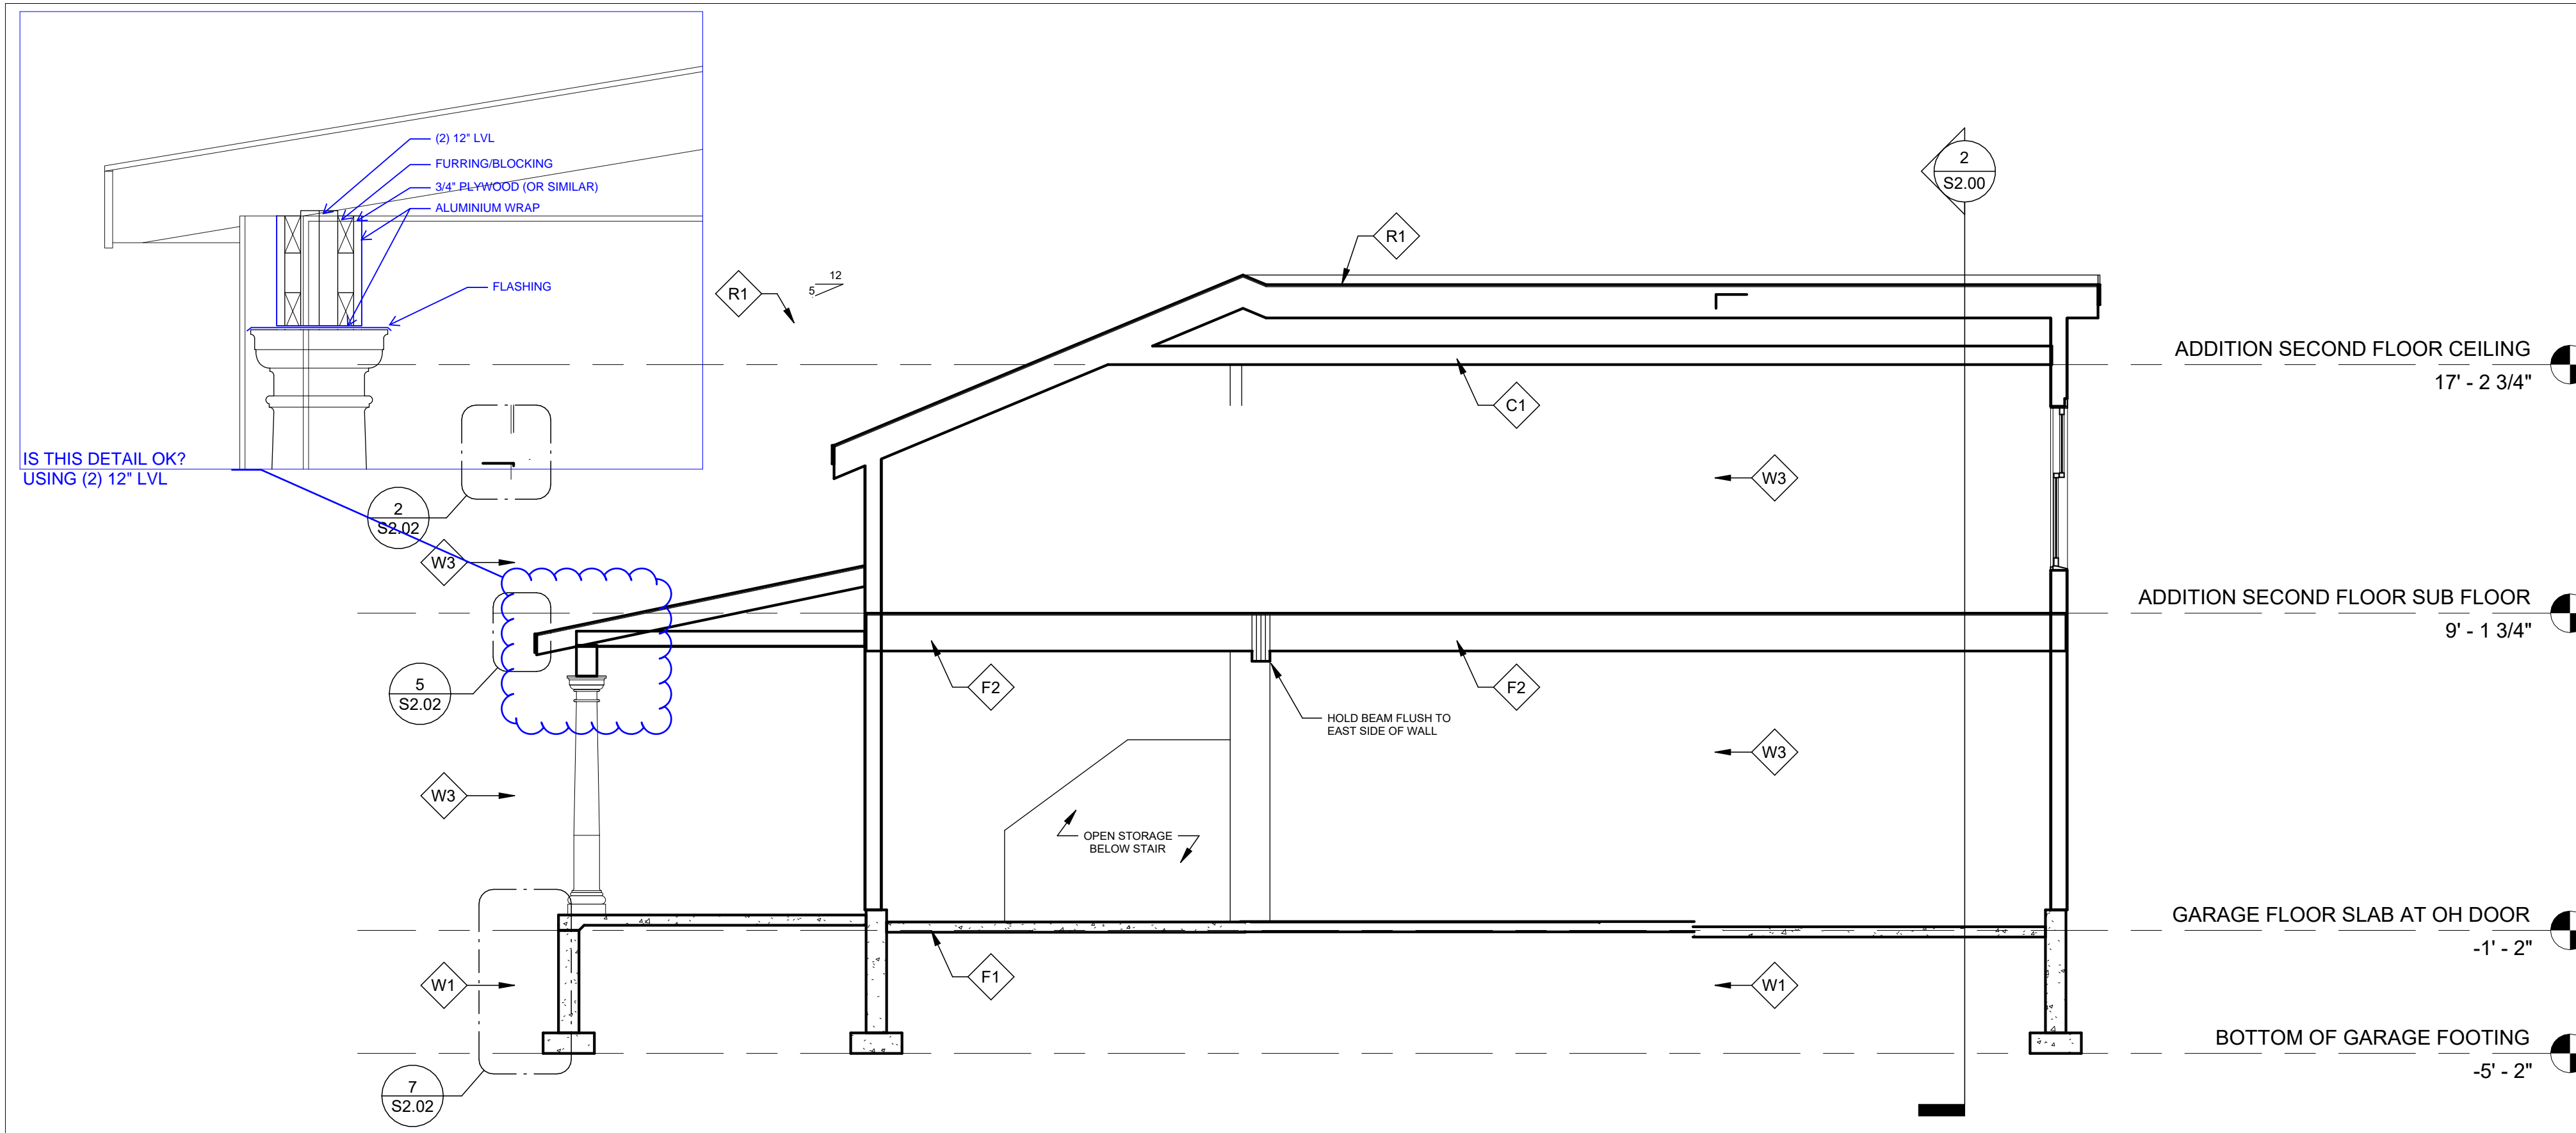 (2) 12" LVL
FURRING/BLOCKING
3/4" PLYWOOD (OR SIMILAR)
ALUMINIUM WRAP
FLASHING
IS THIS DETAIL OK?
USING (2) 12" LVL
R1
12
5
R1
2
S2.00
C1
ADDITION SECOND FLOOR CEILING
17' - 2 3/4"
2
S2.02
W3
W3
ADDITION SECOND FLOOR SUB FLOOR
9' - 1 3/4"
5
S2.02
F2
F2
HOLD BEAM FLUSH TO
EAST SIDE OF WALL
W3
W3
OPEN STORAGE
BELOW STAIR
GARAGE FLOOR SLAB AT OH DOOR
-1' - 2"
W1
F1
W1
BOTTOM OF GARAGE FOOTING
-5' - 2"
7
S2.02